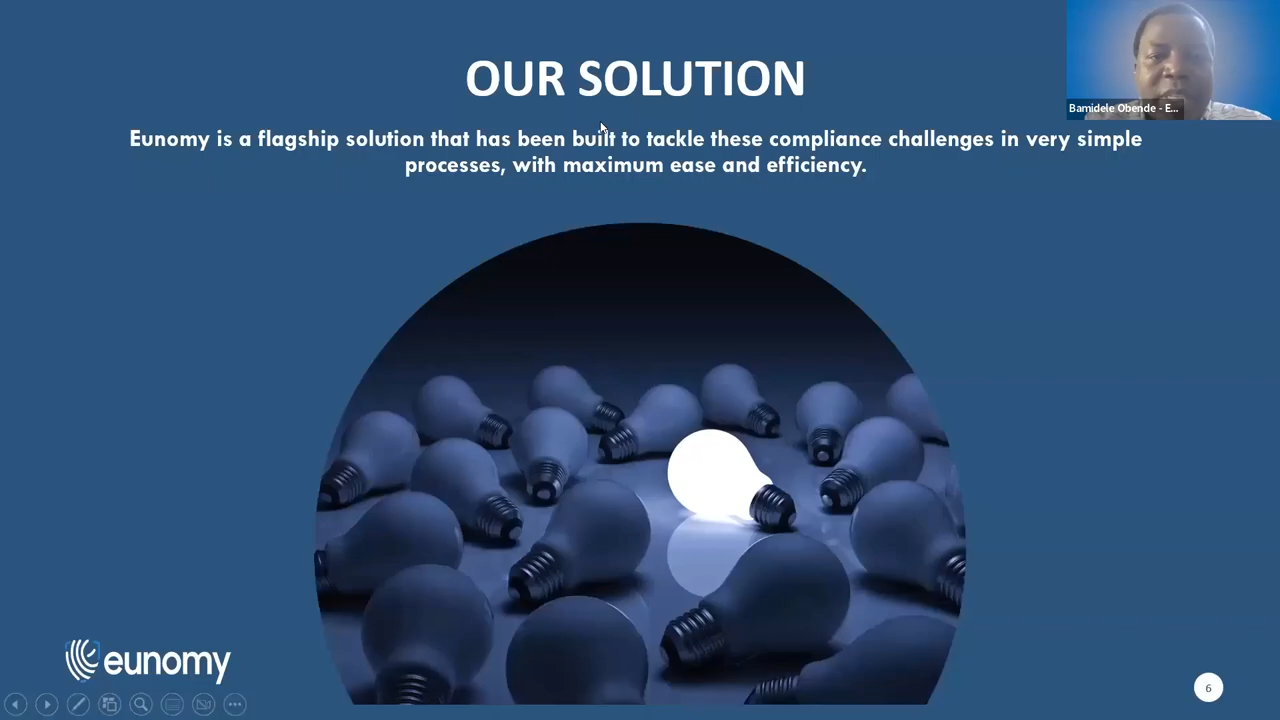 OUR SOLUTION
Bamidele Obende - E...
Eunomy is a flagship solution that has been built to tackle these compliance challenges in very simple
processes, with maximum ease and efficiency.
eunomy
6